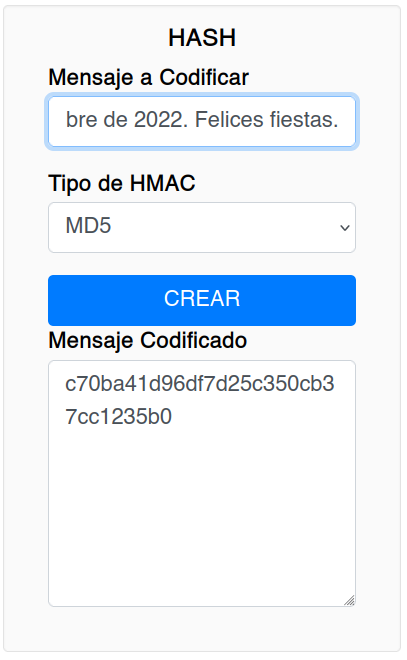 HASH
Mensaje a Codificar
bre de 2022. Felices fiestas.
Tipo de HMAC
MD5
CREAR
Mensaje Codificado
c70ba41d96df7d25c350cb3
7cc1235b0